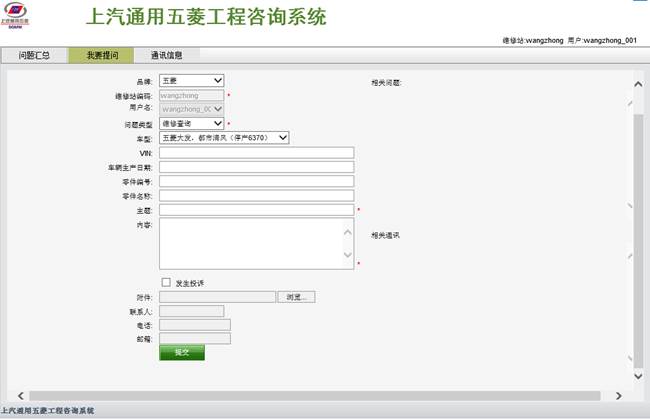 上汽通用五菱
SGMW
上汽通用五菱工程咨询系统
维修站:wangzhong 用户:wangzhong_001
问题汇总 我要提问 通讯信息
品牌: 五菱 相关问题:
维修站编码: wangzhong *
用户名: wangzhong_00
问题类型 维修查询 *
车型: 五菱大发，都市清风（停产6370）
VIN:
车辆生产日期:
零件编号:
零件名称:
主题: *
内容: 相关通讯
*
发生投诉
附件: 浏览...
联系人:
电话:
邮箱:
提交
上汽通用五菱工程咨询系统